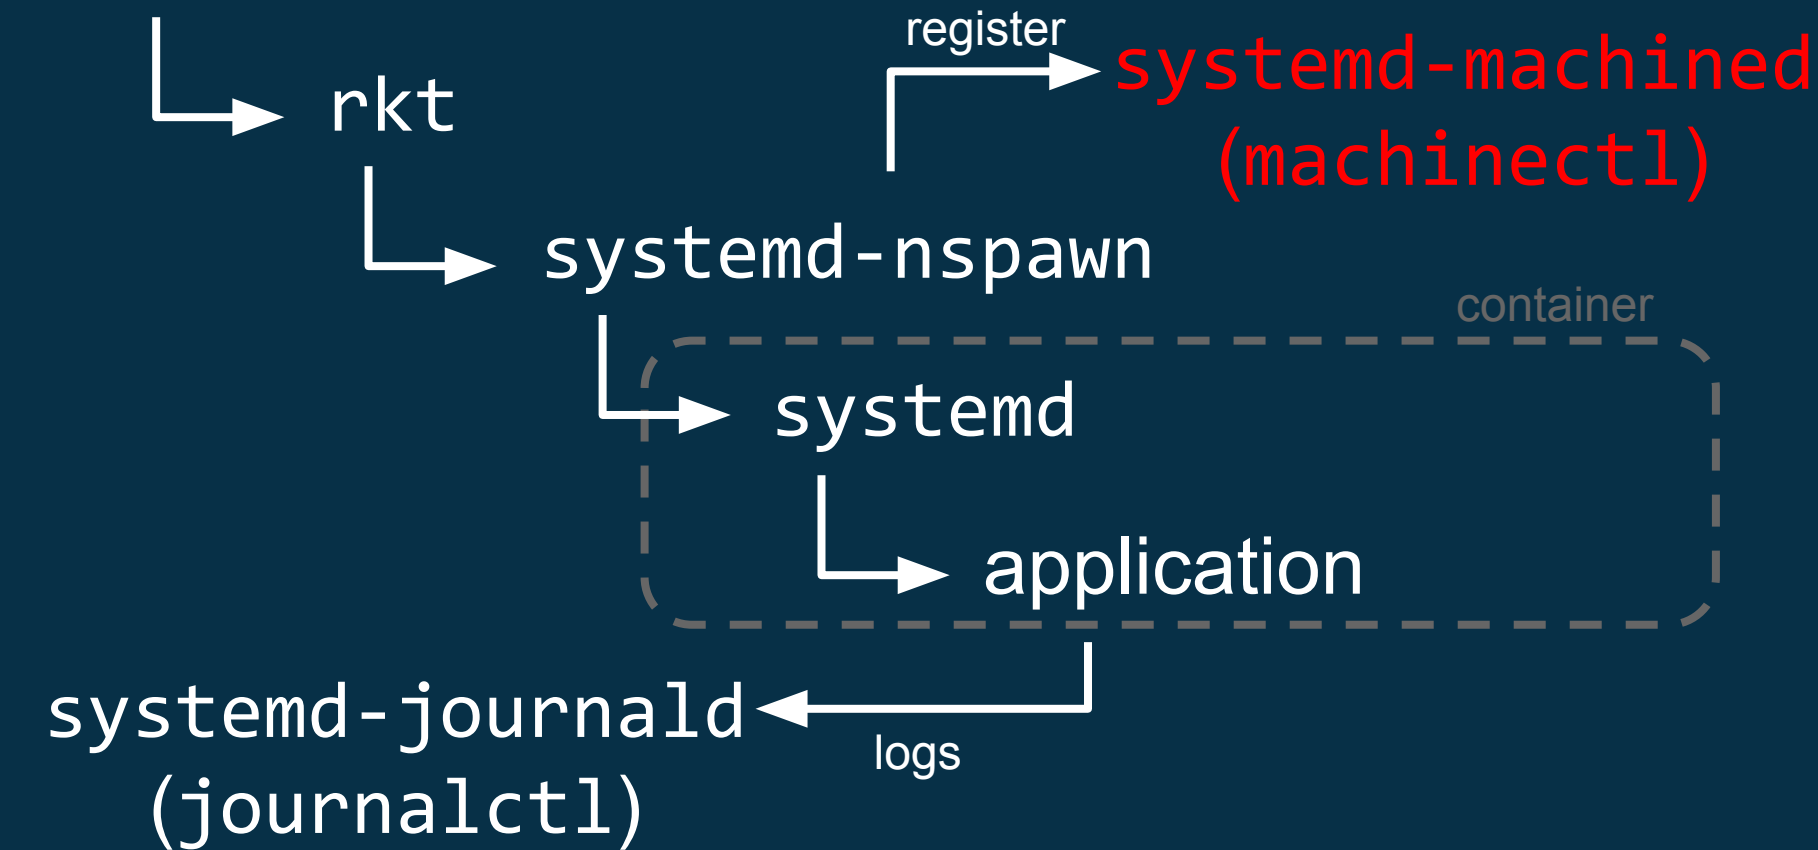 register
systemd-machined
(machinectl)
rkt
systemd-nspawn
container
systemd
application
systemd-journald
(journalctl)
logs